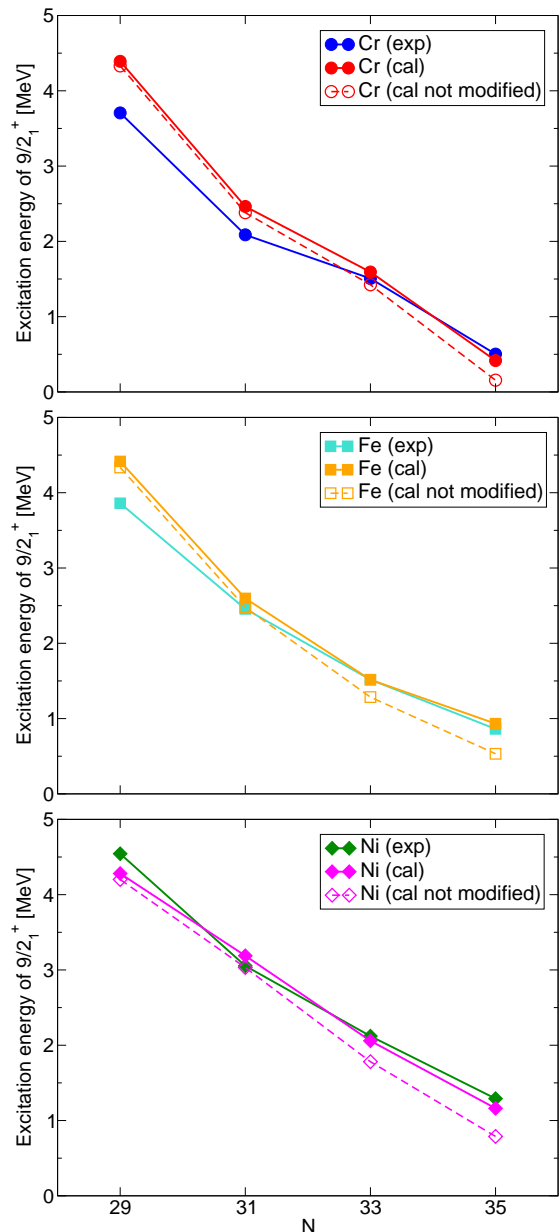 5
4
3
2
1
0
Excitation energy of 9/2₁⁺ [MeV]
Cr (exp)
Cr (cal)
Cr (cal not modified)
5
4
3
2
1
0
Excitation energy of 9/2₁⁺ [MeV]
Fe (exp)
Fe (cal)
Fe (cal not modified)
5
4
3
2
1
0
Excitation energy of 9/2₁⁺ [MeV]
Ni (exp)
Ni (cal)
Ni (cal not modified)
29 31 33 35
N